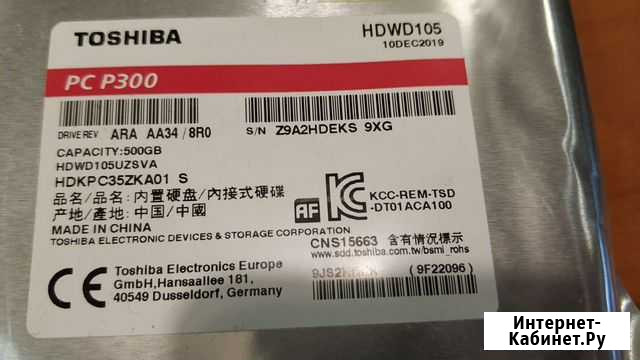 TOSHIBA
HDWD105
10DEC2019
PC P300
DRIVE REV ARA AA34 / 8R0
S/N Z9A2HDEKS 9XG
CAPACITY:500GB
HDWD105UZSVA
HDKPC35ZKA01 S
品名/品名: 内置硬盘/內接式硬碟
产地/產地: 中国/中國
MADE IN CHINA
TOSHIBA ELECTRONIC DEVICES & STORAGE CORPORATION
AF
KC
KCC-REM-TSD
-DT01ACA100
CNS15663 含有情況標示
www.sdd.toshiba.com.tw/bsmi_rohs
CE
Toshiba Electronics Europe
GmbH,Hansaallee 181,
40549 Dusseldorf, Germany
(9F22096)
Интернет-
Кабинет.Ру